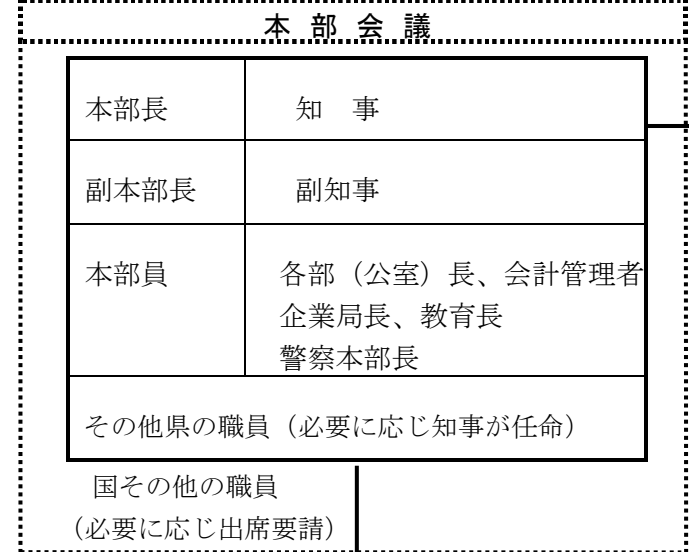 本 部 会 議
本部長 知 事
副本部長 副知事
本部員 各部（公室）長、会計管理者
企業局長、教育長
警察本部長
その他県の職員（必要に応じ知事が任命）
国その他の職員
（必要に応じ出席要請）